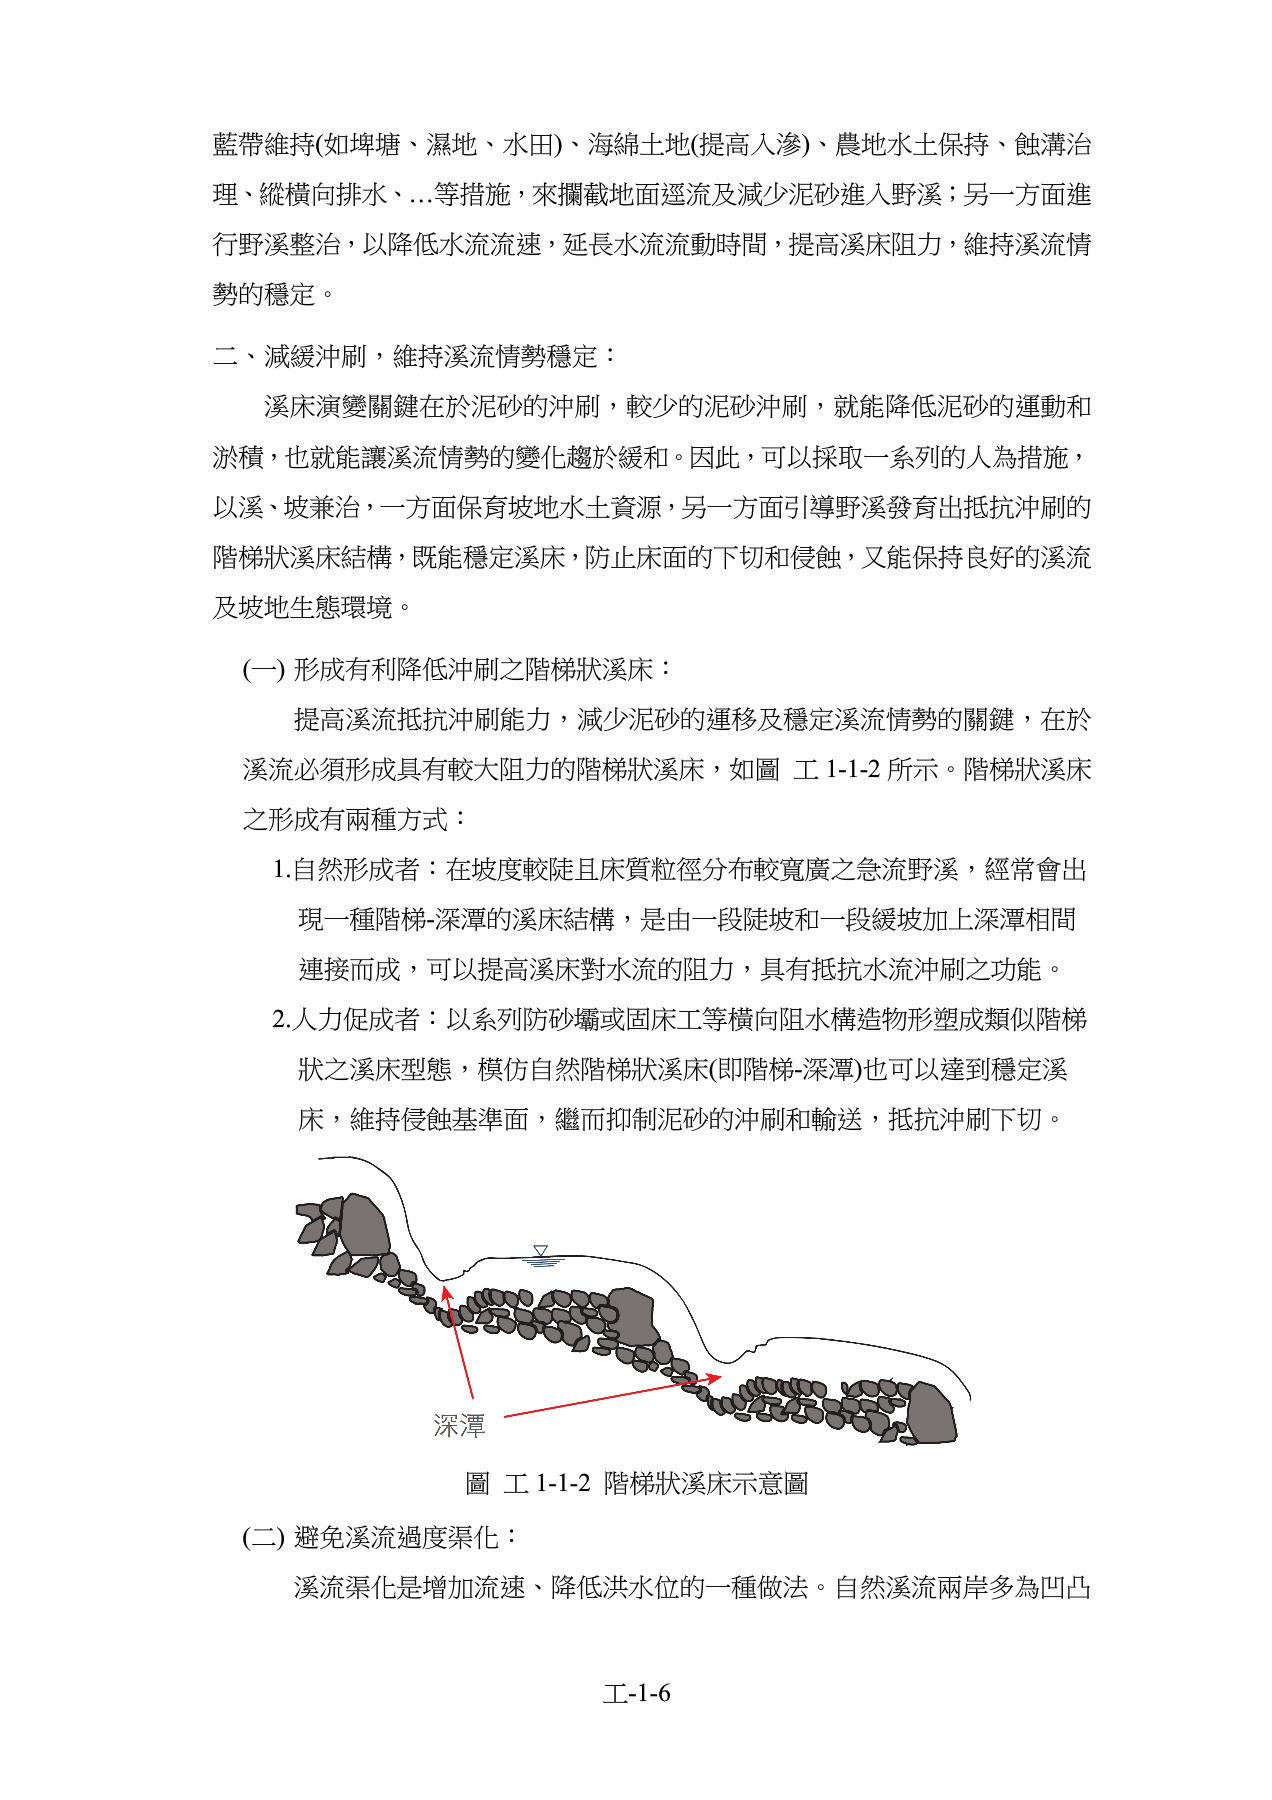 藍帶維持(如埤塘、濕地、水田)、海綿土地(提高入滲)、農地水土保持、蝕溝治
理、縱橫向排水、…等措施，來攔截地面逕流及減少泥砂進入野溪；另一方面進
行野溪整治，以降低水流流速，延長水流流動時間，提高溪床阻力，維持溪流情
勢的穩定。
二、減緩沖刷，維持溪流情勢穩定：
溪床演變關鍵在於泥砂的沖刷，較少的泥砂沖刷，就能降低泥砂的運動和
淤積，也就能讓溪流情勢的變化趨於緩和。因此，可以採取一系列的人為措施，
以溪、坡兼治，一方面保育坡地水土資源，另一方面引導野溪發育出抵抗沖刷的
階梯狀溪床結構，既能穩定溪床，防止床面的下切和侵蝕，又能保持良好的溪流
及坡地生態環境。
(一) 形成有利降低沖刷之階梯狀溪床：
提高溪流抵抗沖刷能力，減少泥砂的運移及穩定溪流情勢的關鍵，在於
溪流必須形成具有較大阻力的階梯狀溪床，如圖 工 1-1-2 所示。階梯狀溪床
之形成有兩種方式：
1.自然形成者：在坡度較陡且床質粒徑分布較寬廣之急流野溪，經常會出
現一種階梯-深潭的溪床結構，是由一段陡坡和一段緩坡加上深潭相間
連接而成，可以提高溪床對水流的阻力，具有抵抗水流沖刷之功能。
2.人力促成者：以系列防砂壩或固床工等橫向阻水構造物形塑成類似階梯
狀之溪床型態，模仿自然階梯狀溪床(即階梯-深潭)也可以達到穩定溪
床，維持侵蝕基準面，繼而抑制泥砂的沖刷和輸送，抵抗沖刷下切。
深潭
圖 工 1-1-2 階梯狀溪床示意圖
(二) 避免溪流過度渠化：
溪流渠化是增加流速、降低洪水位的一種做法。自然溪流兩岸多為凹凸
工-1-6